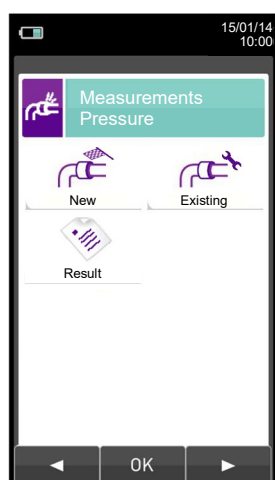 15/01/14
10:00
Measurements
Pressure
New Existing
Result
OK